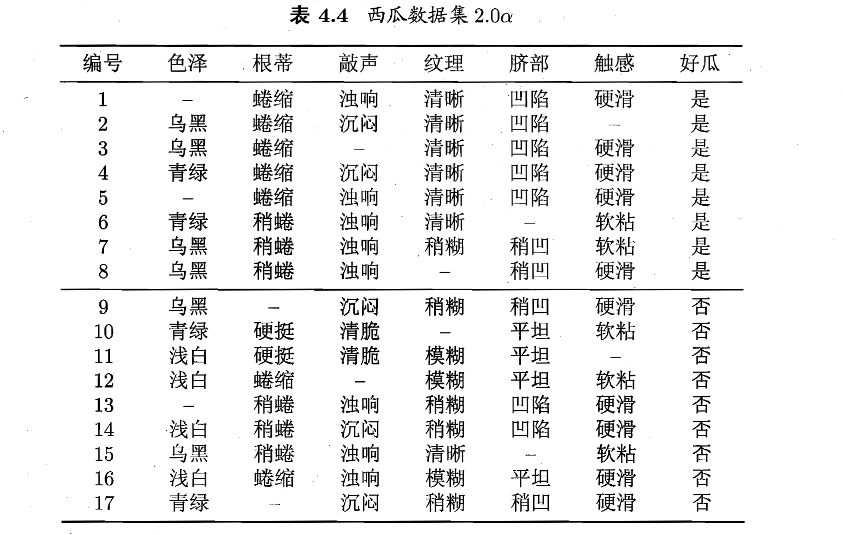 表 4.4 西瓜数据集 2.0α
编号 色泽 根蒂 敲声 纹理 脐部 触感 好瓜
1 – 蜷缩 浊响 清晰 凹陷 硬滑 是
2 乌黑 蜷缩 沉闷 清晰 凹陷 – 是
3 乌黑 蜷缩 – 清晰 凹陷 硬滑 是
4 青绿 蜷缩 沉闷 清晰 凹陷 硬滑 是
5 – 蜷缩 浊响 清晰 凹陷 硬滑 是
6 青绿 稍蜷 浊响 清晰 – 软粘 是
7 乌黑 稍蜷 浊响 稍糊 稍凹 软粘 是
8 乌黑 稍蜷 浊响 – 稍凹 硬滑 是
9 乌黑 – 沉闷 稍糊 稍凹 硬滑 否
10 青绿 硬挺 清脆 – 平坦 软粘 否
11 浅白 硬挺 清脆 模糊 平坦 – 否
12 浅白 蜷缩 – 模糊 平坦 软粘 否
13 – 稍蜷 浊响 稍糊 凹陷 硬滑 否
14 浅白 稍蜷 沉闷 稍糊 凹陷 硬滑 否
15 乌黑 稍蜷 浊响 清晰 – 软粘 否
16 浅白 蜷缩 浊响 模糊 平坦 硬滑 否
17 青绿 – 沉闷 稍糊 稍凹 硬滑 否